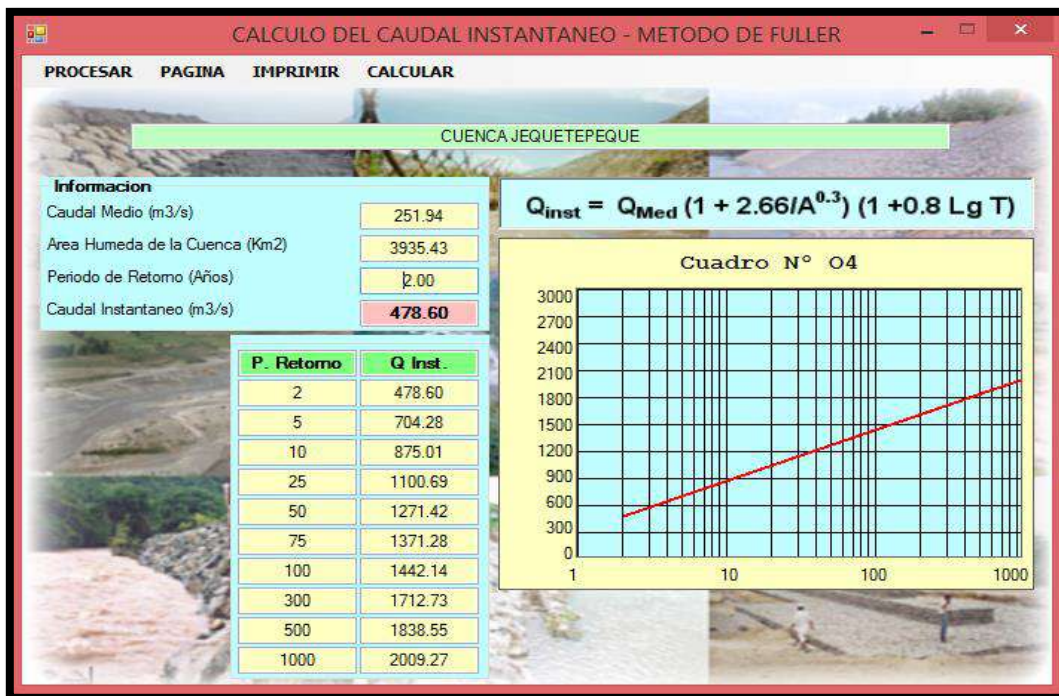 CALCULO DEL CAUDAL INSTANTANEO - METODO DE FULLER
PROCESAR PAGINA IMPRIMIR CALCULAR
CUENCA JEQUETEPEQUE
Informacion
Caudal Medio (m3/s) 251.94
Area Humeda de la Cuenca (Km2) 3935.43
Periodo de Retorno (Años) 2.00
Caudal Instantaneo (m3/s) 478.60
P. Retorno Q Inst.
2 478.60
5 704.28
10 875.01
25 1100.69
50 1271.42
75 1371.28
100 1442.14
300 1712.73
500 1838.55
1000 2009.27
Qinst = QMed (1 + 2.66/A^0.3) (1 +0.8 Lg T)
Cuadro N° 04
3000
2700
2400
2100
1800
1500
1200
900
600
300
0
1 10 100 1000